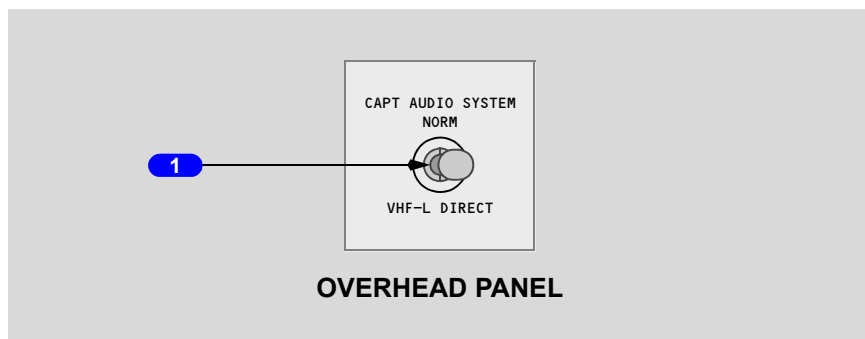 CAPT AUDIO SYSTEM
NORM
1
VHF-L DIRECT
OVERHEAD PANEL